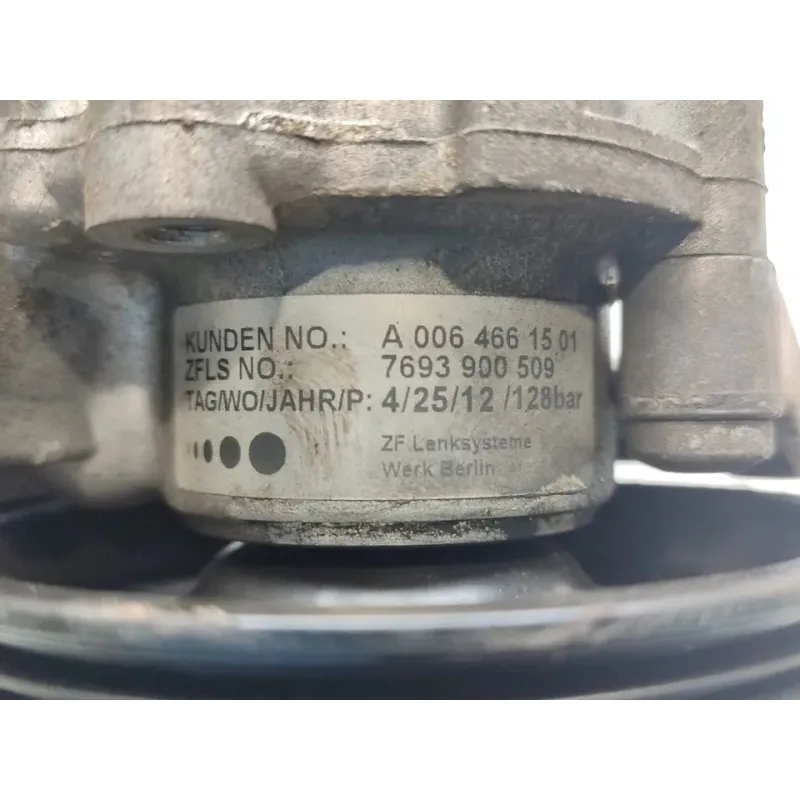 KUNDEN NO.: A 006 466 15 01
ZFLS NO.: 7693 900 509
TAG/WO/JAHR/P: 4/25/12 /128bar
ZF Lenksysteme
Werk Berlin